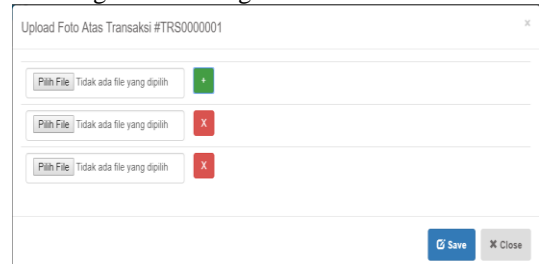 Upload Foto Atas Transaksi #TRS0000001 x
Pilih File Tidak ada file yang dipilih +
Pilih File Tidak ada file yang dipilih X
Pilih File Tidak ada file yang dipilih X
Save X Close